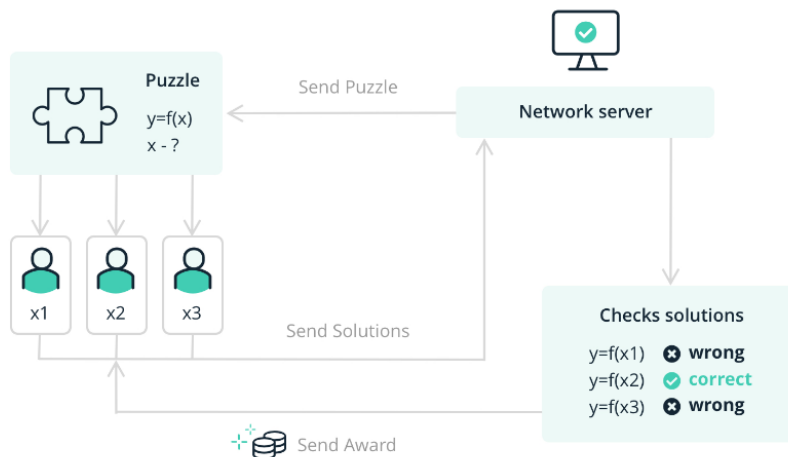 Puzzle
y=f(x)
x - ?
Send Puzzle
Network server
x1
x2
x3
Send Solutions
Checks solutions
y=f(x1) wrong
y=f(x2) correct
y=f(x3) wrong
Send Award